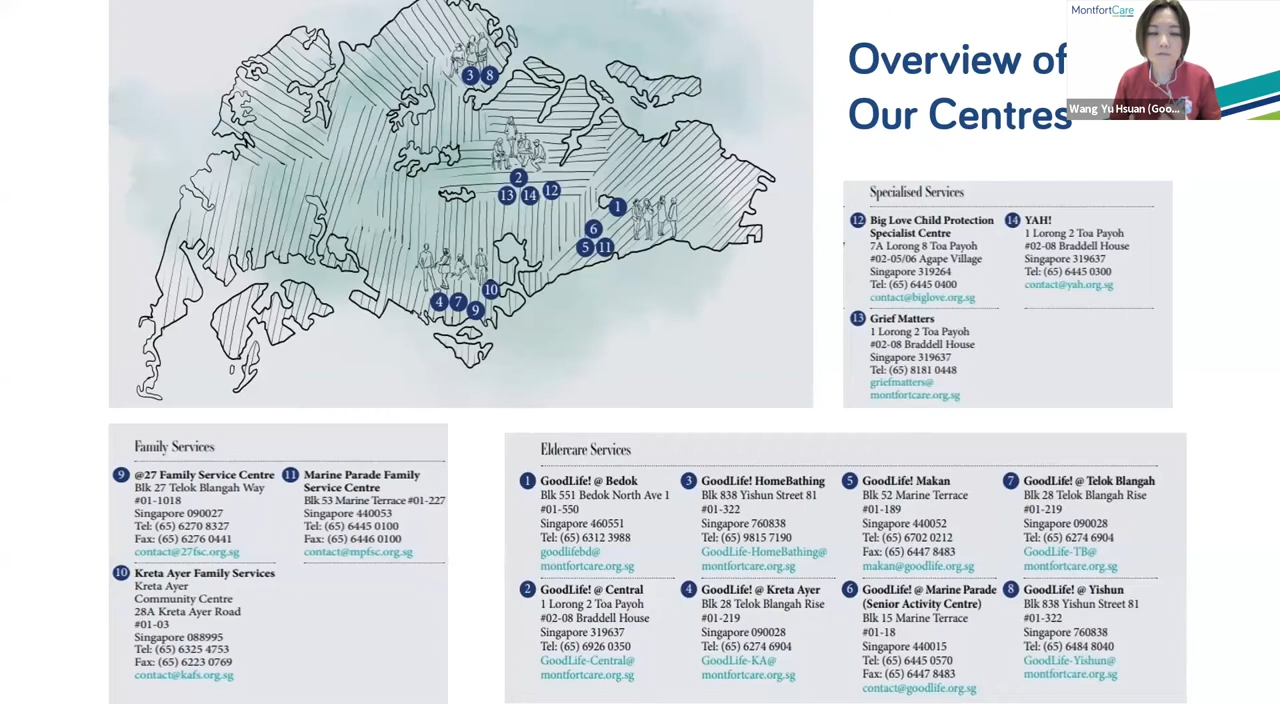 MontfortCare
Overview of
Our Centres
Wang Yu Hsuan (Goo...
3 8
2
13 14 12
1
6
5 11
10
4 7 9
Specialised Services
12 Big Love Child Protection
Specialist Centre
7A Lorong 8 Toa Payoh
#02-05/06 Agape Village
Singapore 319264
Tel: (65) 6445 0400
contact@biglove.org.sg
14 YAH!
1 Lorong 2 Toa Payoh
#02-08 Braddell House
Singapore 319637
Tel: (65) 6445 0300
contact@yah.org.sg
13 Grief Matters
1 Lorong 2 Toa Payoh
#02-08 Braddell House
Singapore 319637
Tel: (65) 8181 0448
griefmatters@
montfortcare.org.sg
Family Services
9 @27 Family Service Centre
Blk 27 Telok Blangah Way
#01-1018
Singapore 090027
Tel: (65) 6270 8327
Fax: (65) 6276 0441
contact@27fsc.org.sg
11 Marine Parade Family
Service Centre
Blk 53 Marine Terrace #01-227
Singapore 440053
Tel: (65) 6445 0100
Fax: (65) 6446 0100
contact@mpfsc.org.sg
10 Kreta Ayer Family Services
Kreta Ayer
Community Centre
28A Kreta Ayer Road
#01-03
Singapore 088995
Tel: (65) 6325 4753
Fax: (65) 6223 0769
contact@kafs.org.sg
Eldercare Services
1 GoodLife! @ Bedok
Blk 551 Bedok North Ave 1
#01-550
Singapore 460551
Tel: (65) 6312 3988
goodlifebd@
montfortcare.org.sg
3 GoodLife! HomeBathing
Blk 838 Yishun Street 81
#01-322
Singapore 760838
Tel: (65) 9815 7190
GoodLife-HomeBathing@
montfortcare.org.sg
5 GoodLife! Makan
Blk 52 Marine Terrace
#01-189
Singapore 440052
Tel: (65) 6702 0212
Fax: (65) 6447 8483
makan@goodlife.org.sg
7 GoodLife! @ Telok Blangah
Blk 28 Telok Blangah Rise
#01-219
Singapore 090028
Tel: (65) 6274 6904
GoodLife-TB@
montfortcare.org.sg
2 GoodLife! @ Central
1 Lorong 2 Toa Payoh
#02-08 Braddell House
Singapore 319637
Tel: (65) 6926 0350
GoodLife-Central@
montfortcare.org.sg
4 GoodLife! @ Kreta Ayer
Blk 28 Telok Blangah Rise
#01-219
Singapore 090028
Tel: (65) 6274 6904
GoodLife-KA@
montfortcare.org.sg
6 GoodLife! @ Marine Parade
(Senior Activity Centre)
Blk 15 Marine Terrace
#01-18
Singapore 440015
Tel: (65) 6445 0570
Fax: (65) 6447 8483
contact@goodlife.org.sg
8 GoodLife! @ Yishun
Blk 838 Yishun Street 81
#01-322
Singapore 760838
Tel: (65) 6484 8040
GoodLife-Yishun@
montfortcare.org.sg